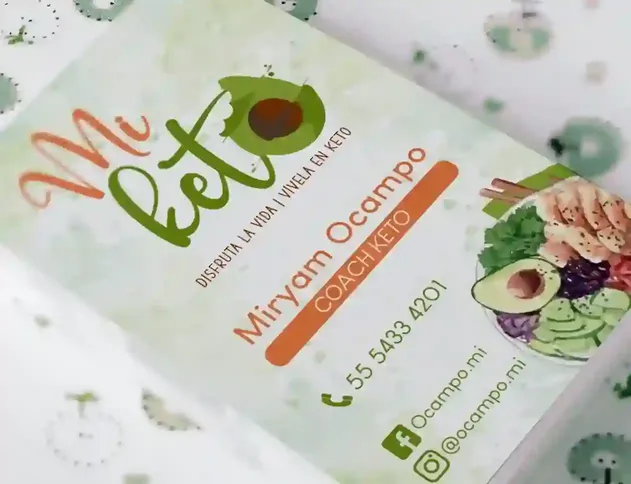 Mi
keto
DISFRUTA LA VIDA | VIVELA EN KETO
Miryam Ocampo
COACH KETO
55 5433 4201
Ocampo.mi
@ocampo.mi